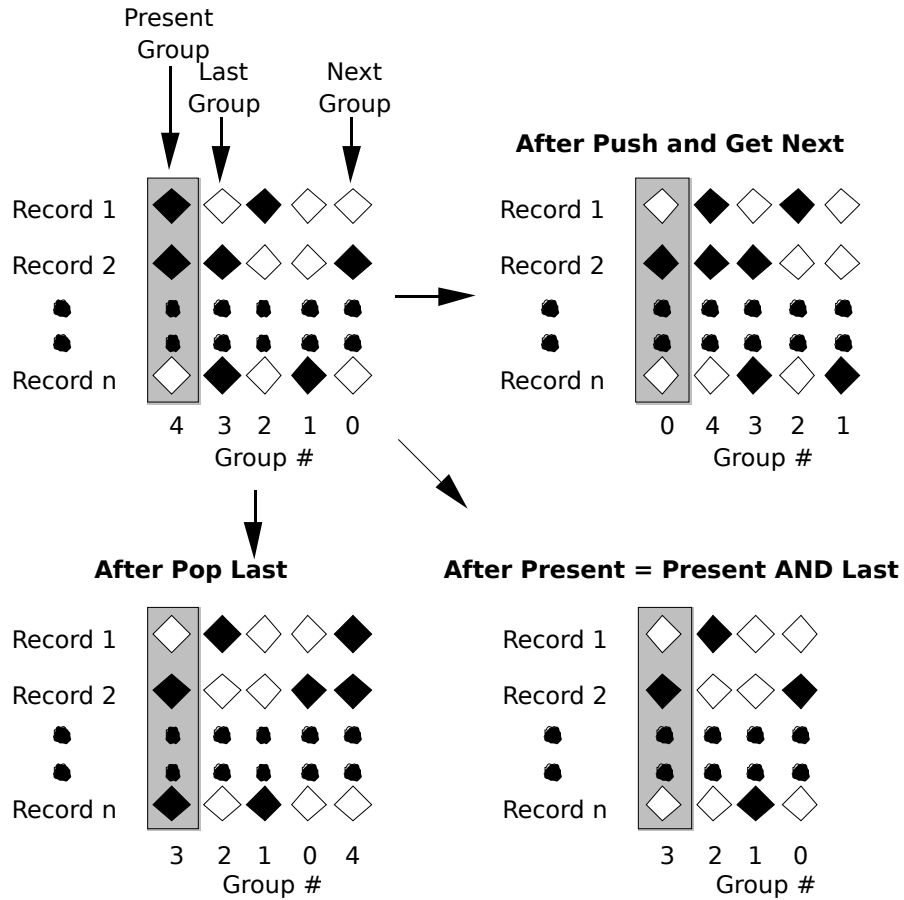 Present
Group
Last
Group
Next
Group
Record 1
Record 2
Record n
4 3 2 1 0
Group #
After Push and Get Next
Record 1
Record 2
Record n
0 4 3 2 1
Group #
After Pop Last
Record 1
Record 2
Record n
3 2 1 0 4
Group #
After Present = Present AND Last
Record 1
Record 2
Record n
3 2 1 0
Group #